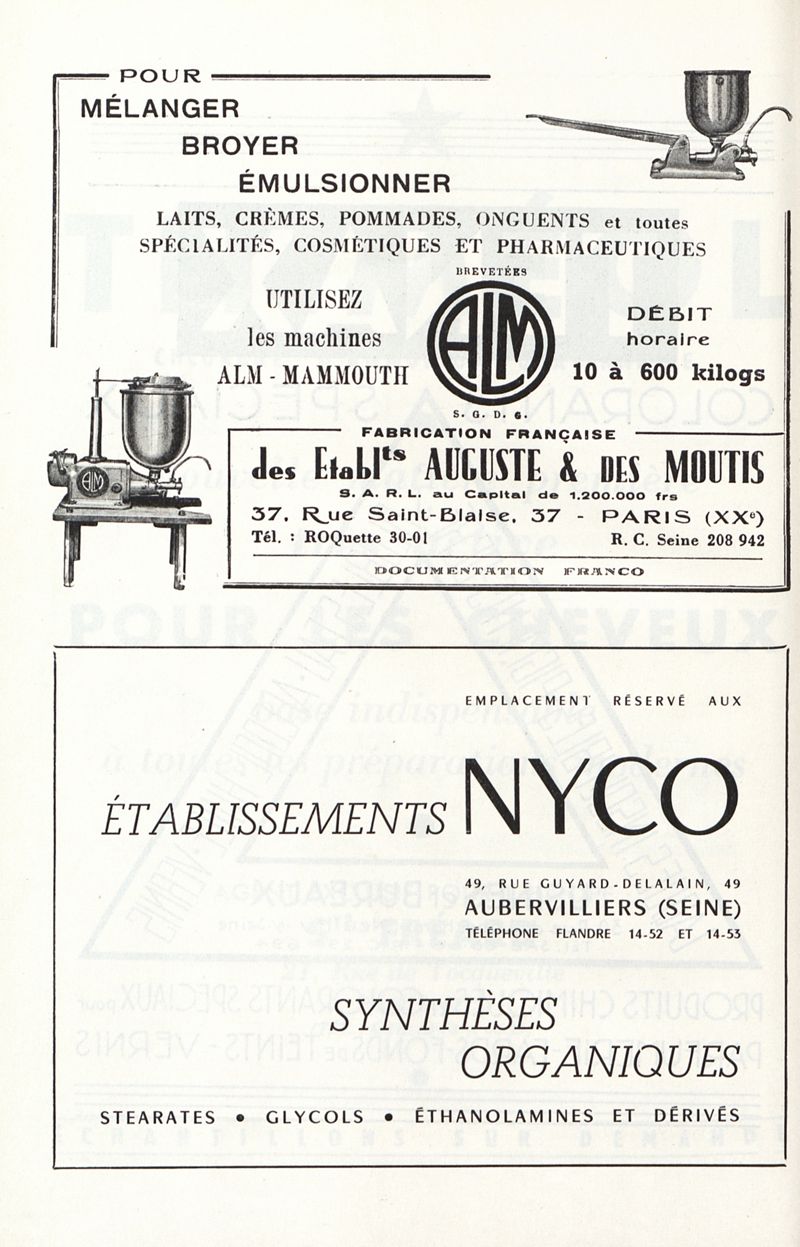 POUR
MÉLANGER
BROYER
ÉMULSIONNER
LAITS, CRÈMES, POMMADES, ONGUENTS et toutes
SPÉCIALITÉS, COSMÉTIQUES ET PHARMACEUTIQUES
BREVETÉES
UTILISEZ
les machines
ALM - MAMMOUTH
ALM
S. G. D. G.
DÉBIT
horaire
10 à 600 kilogs
ALM
FABRICATION FRANÇAISE
des Etablts AUGUSTE & DES MOUTIS
S. A. R. L. au Capital de 1.200.000 frs
37, Rue Saint-Blaise, 37 - PARIS (XXe)
Tél. : ROQuette 30-01 R. C. Seine 208 942
DOCUMENTATION FRANCO
EMPLACEMENT RÉSERVÉ AUX
ÉTABLISSEMENTS NYCO
49, RUE GUYARD-DELALAIN, 49
AUBERVILLIERS (SEINE)
TÉLÉPHONE FLANDRE 14-52 ET 14-53
SYNTHÈSES
ORGANIQUES
STEARATES • GLYCOLS • ÉTHANOLAMINES ET DÉRIVÉS